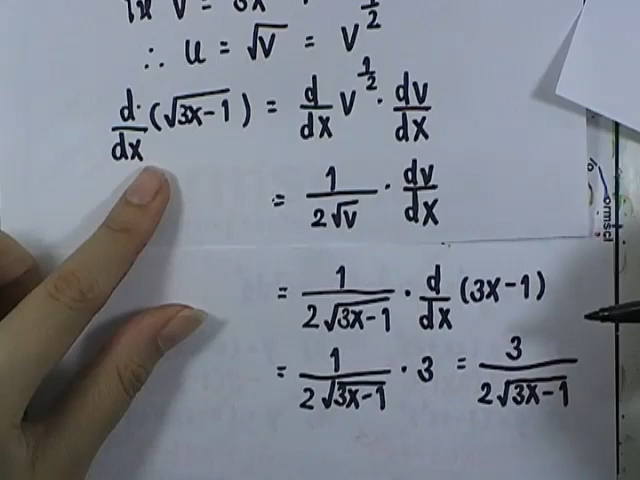 ∴ u = √v = v^(1/2)
d/dx (√(3x-1)) = d/dx v^(1/2) · dv/dx
= 1/(2√v) · dv/dx
= 1/(2√(3x-1)) · d/dx (3x-1)
= 1/(2√(3x-1)) · 3 = 3/(2√(3x-1))